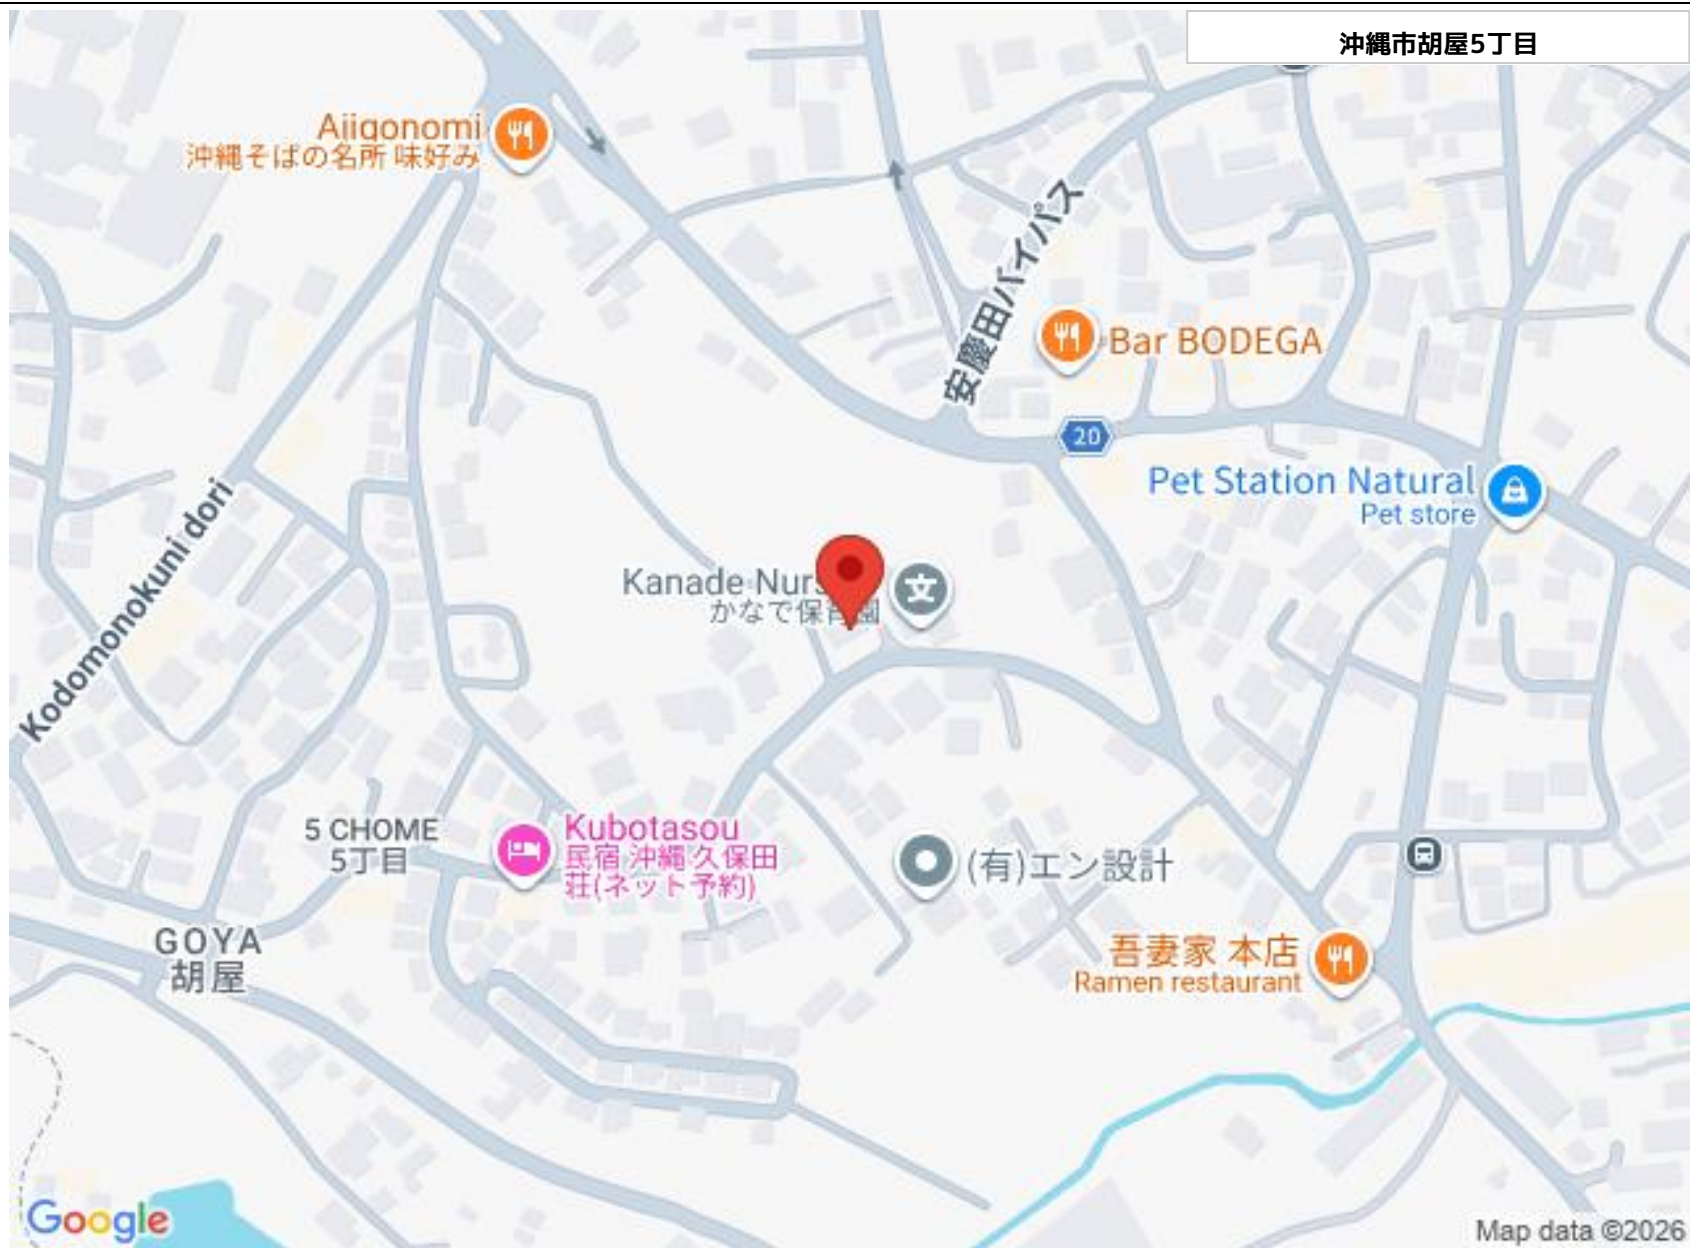 沖縄市胡屋5丁目
Ajigonomi
沖縄そばの名所 味好み
安慶田バイパス
Bar BODEGA
20
Pet Station Natural
Pet store
Kodomonokuni dori
Kanade Nurs
かなで保育園
5 CHOME
5丁目
Kubotasou
民宿 沖縄 久保田
荘(ネット予約)
(有)エン設計
GOYA
胡屋
吾妻家 本店
Ramen restaurant
文
Google
Map data ©2026